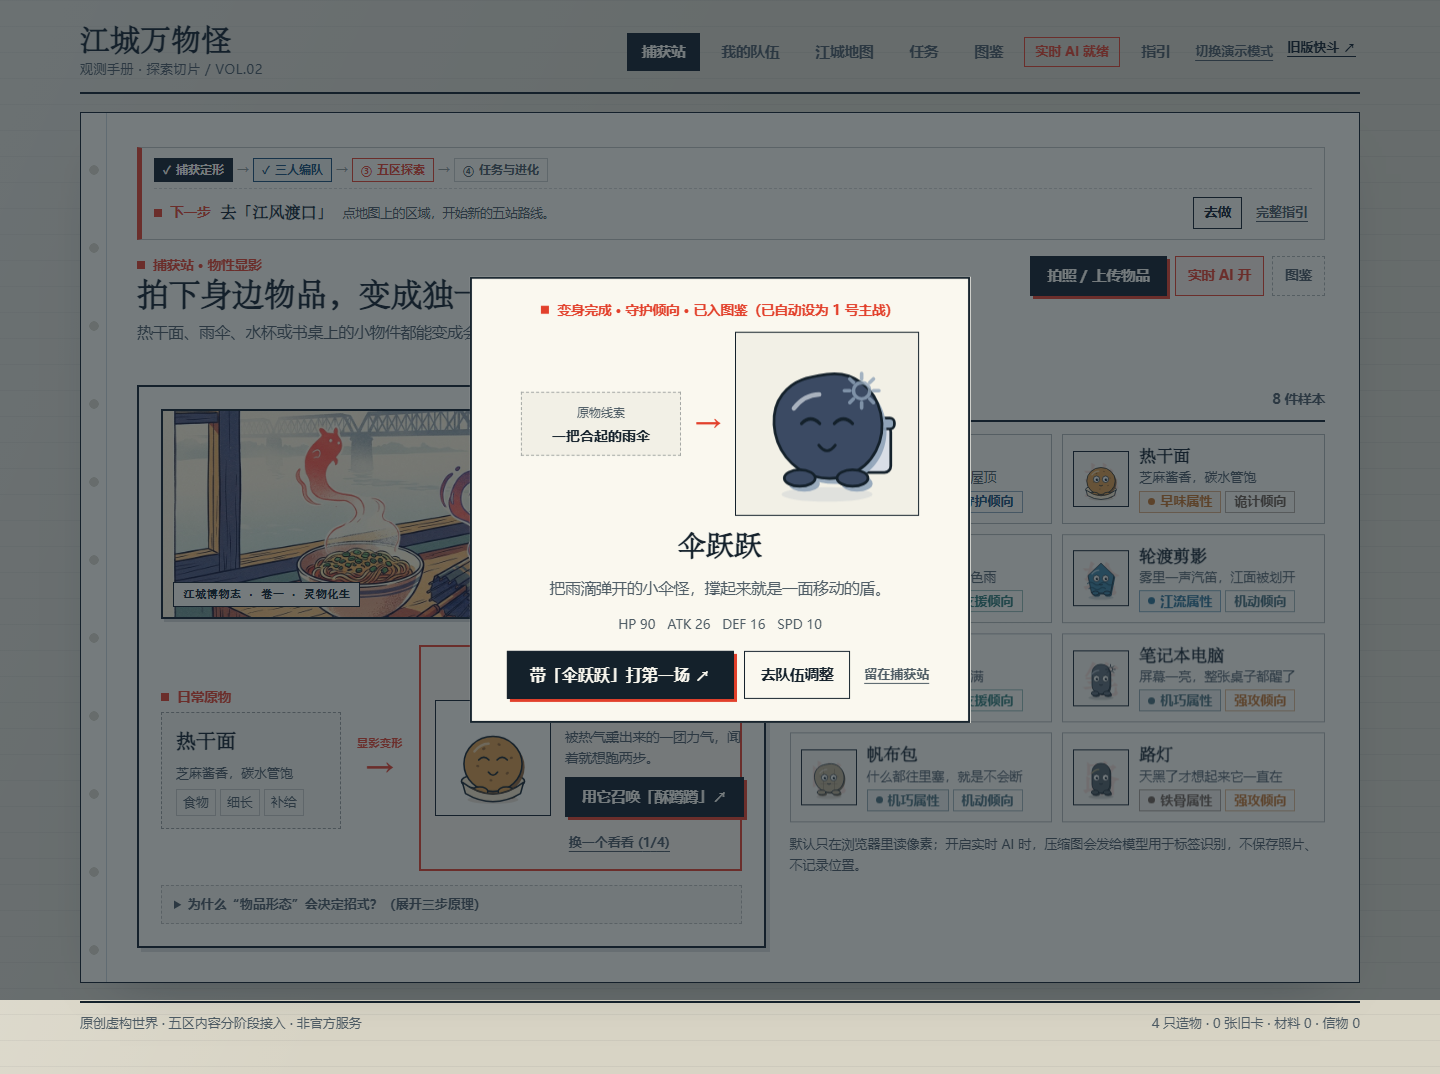 江城万物怪
观测手册 · 探索切片 / VOL.02
捕获站
我的队伍
江城地图
任务
图鉴
实时 AI 就绪
指引
切换演示模式
旧版快斗 ↗
✓ 捕获定形 → ✓ 三人编队 → ③ 五区探索 → ④ 任务与进化
下一步 去「江风渡口」 点地图上的区域，开始新的五站路线。
去做
完整指引
捕获站 • 物性显影
拍下身边物品，变成独一
热干面、雨伞、水杯或书桌上的小物件都能变成会
拍照 / 上传物品
实时 AI 开
图鉴
变身完成 • 守护倾向 • 已入图鉴（已自动设为 1 号主战）
原物线索
一把合起的雨伞
→
伞跃跃
把雨滴弹开的小伞怪，撑起来就是一面移动的盾。
HP 90 ATK 26 DEF 16 SPD 10
带「伞跃跃」打第一场 ↗
去队伍调整
留在捕获站
江城博物志 · 卷一 · 灵物化生
日常原物
热干面
芝麻酱香，碳水管饱
食物
细长
补给
显影变形
→
被热气熏出来的一团力气，闻
着就想跑两步。
用它召唤「酥蹲蹲」 ↗
换一个看看 (1/4)
▶ 为什么“物品形态”会决定招式？（展开三步原理）
8 件样本
屋顶
守护倾向
热干面
芝麻酱香，碳水管饱
早味属性
诡计倾向
色雨
支援倾向
轮渡剪影
雾里一声汽笛，江面被划开
江流属性
机动倾向
满
支援倾向
笔记本电脑
屏幕一亮，整张桌子都醒了
机巧属性
强攻倾向
帆布包
什么都往里塞，就是不会断
机巧属性
机动倾向
路灯
天黑了才想起来它一直在
铁骨属性
强攻倾向
默认只在浏览器里读像素；开启实时 AI 时，压缩图会发给模型用于标签识别，不保存照片、
不记录位置。
原创虚构世界 · 五区内容分阶段接入 · 非官方服务
4 只造物 · 0 张旧卡 · 材料 0 · 信物 0